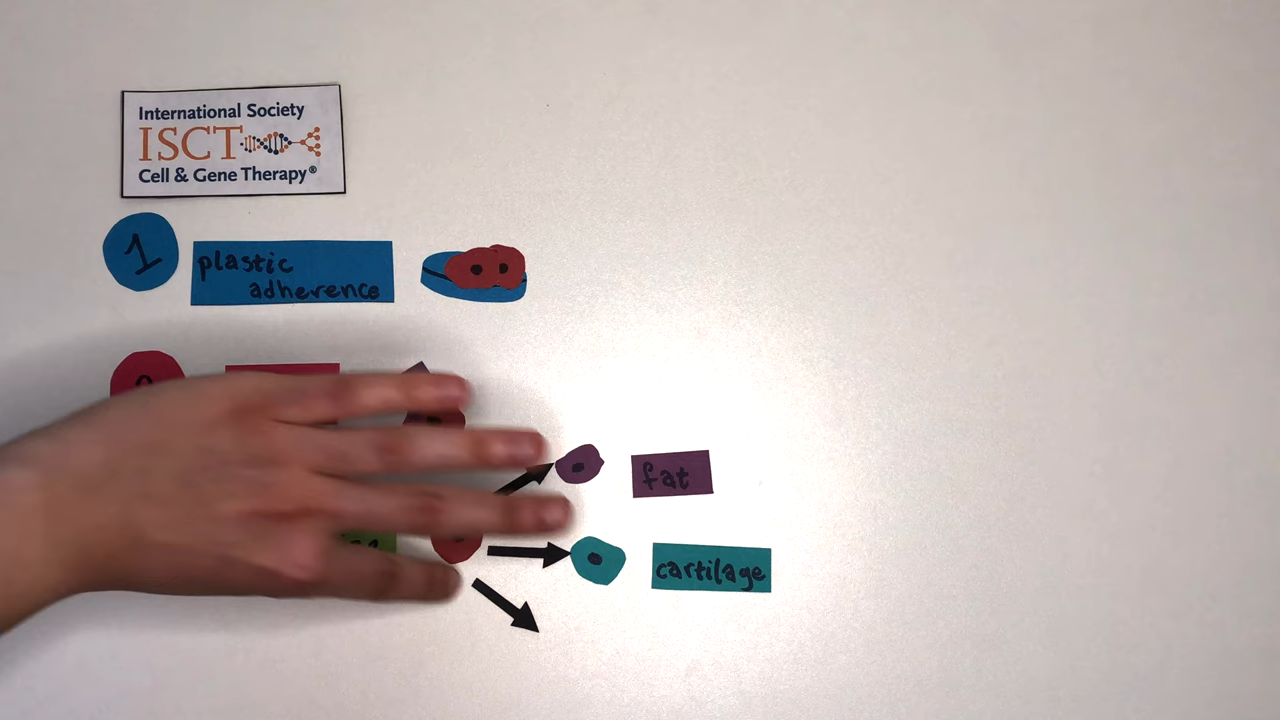 International Society
ISCT
Cell & Gene Therapy®
1
plastic
adherence
fat
cartilage